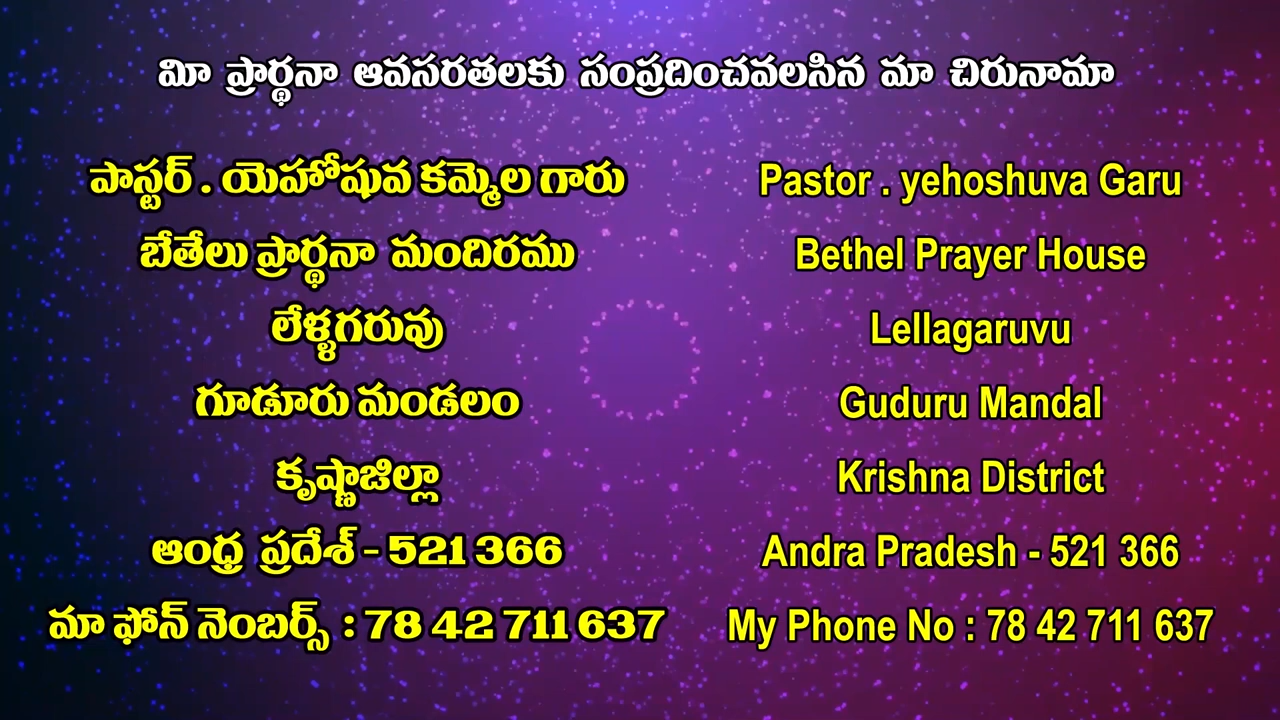 మీ ప్రార్థనా ఆవసరతలకు సంప్రదించవలసిన మా చిరునామా
పాస్టర్ . యెహోషువ కమ్మెల గారు
బేతేలు ప్రార్థనా మందిరము
లేళ్ళగరువు
గూడూరు మండలం
కృష్ణాజిల్లా
ఆంధ్ర ప్రదేశ్ - 521 366
మా ఫోన్ నెంబర్స్ : 78 42 711 637
Pastor . yehoshuva Garu
Bethel Prayer House
Lellagaruvu
Guduru Mandal
Krishna District
Andra Pradesh - 521 366
My Phone No : 78 42 711 637